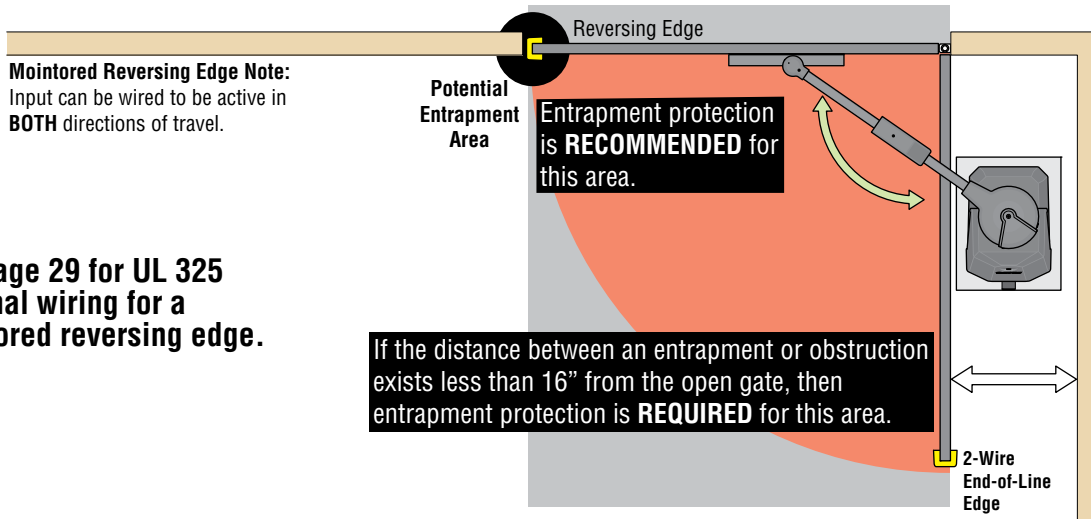 Reversing Edge
Mointored Reversing Edge Note:
Input can be wired to be active in
BOTH directions of travel.
Potential
Entrapment
Area
Entrapment protection
is RECOMMENDED for
this area.
age 29 for UL 325
nal wiring for a
ored reversing edge.
If the distance between an entrapment or obstruction
exists less than 16” from the open gate, then
entrapment protection is REQUIRED for this area.
2-Wire
End-of-Line
Edge